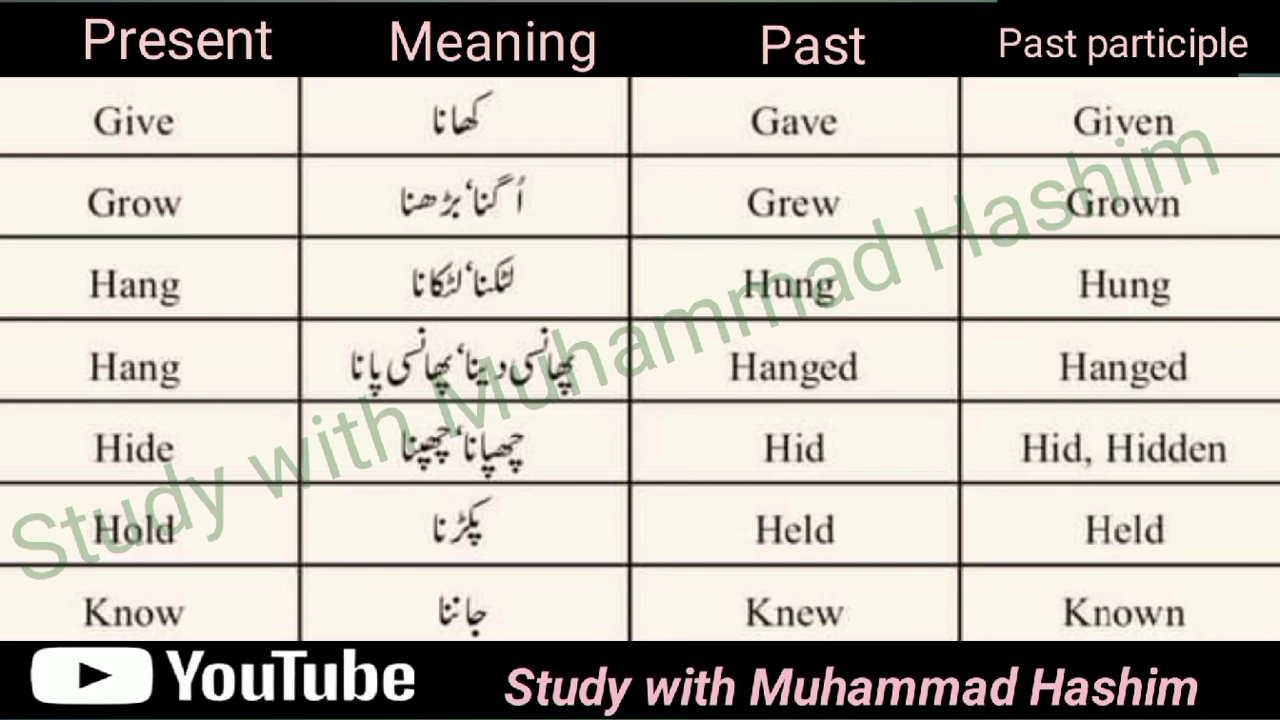 Present Meaning Past Past participle
Give کھانا Gave Given
Grow اُگنا، بڑھنا Grew Grown
Hang لٹکنا، لٹکانا Hung Hung
Hang پھانسی دینا، پھانسی پانا Hanged Hanged
Hide چھپانا، چھپنا Hid Hid, Hidden
Hold پکڑنا Held Held
Know جاننا Knew Known
Study with Muhammad Hashim
YouTube Study with Muhammad Hashim